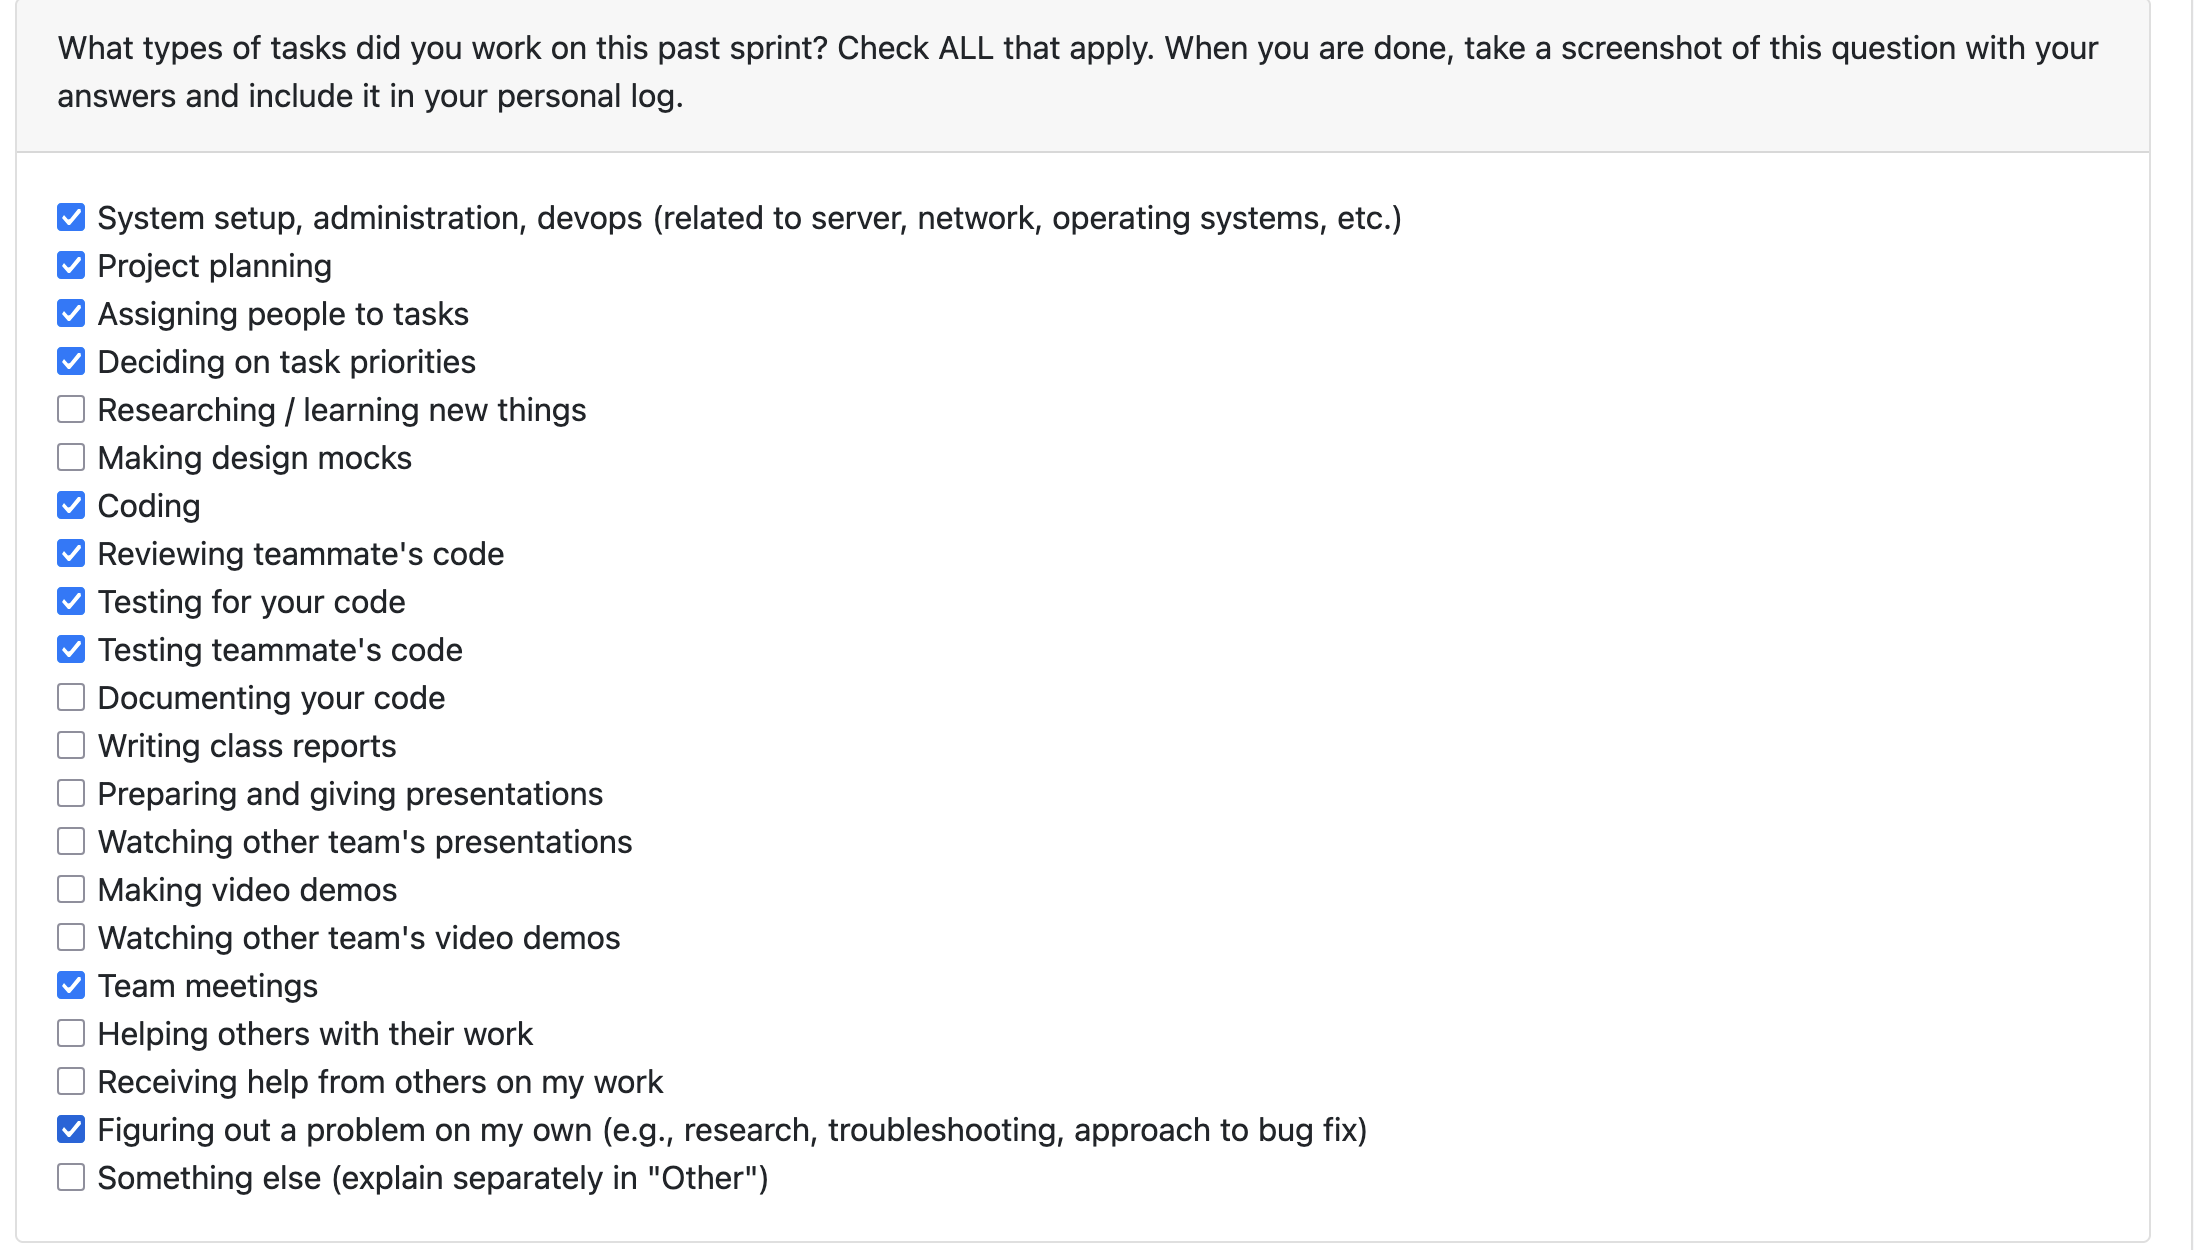 What types of tasks did you work on this past sprint? Check ALL that apply. When you are done, take a screenshot of this question with your
answers and include it in your personal log.
System setup, administration, devops (related to server, network, operating systems, etc.)
Project planning
Assigning people to tasks
Deciding on task priorities
Researching / learning new things
Making design mocks
Coding
Reviewing teammate's code
Testing for your code
Testing teammate's code
Documenting your code
Writing class reports
Preparing and giving presentations
Watching other team's presentations
Making video demos
Watching other team's video demos
Team meetings
Helping others with their work
Receiving help from others on my work
Figuring out a problem on my own (e.g., research, troubleshooting, approach to bug fix)
Something else (explain separately in "Other")